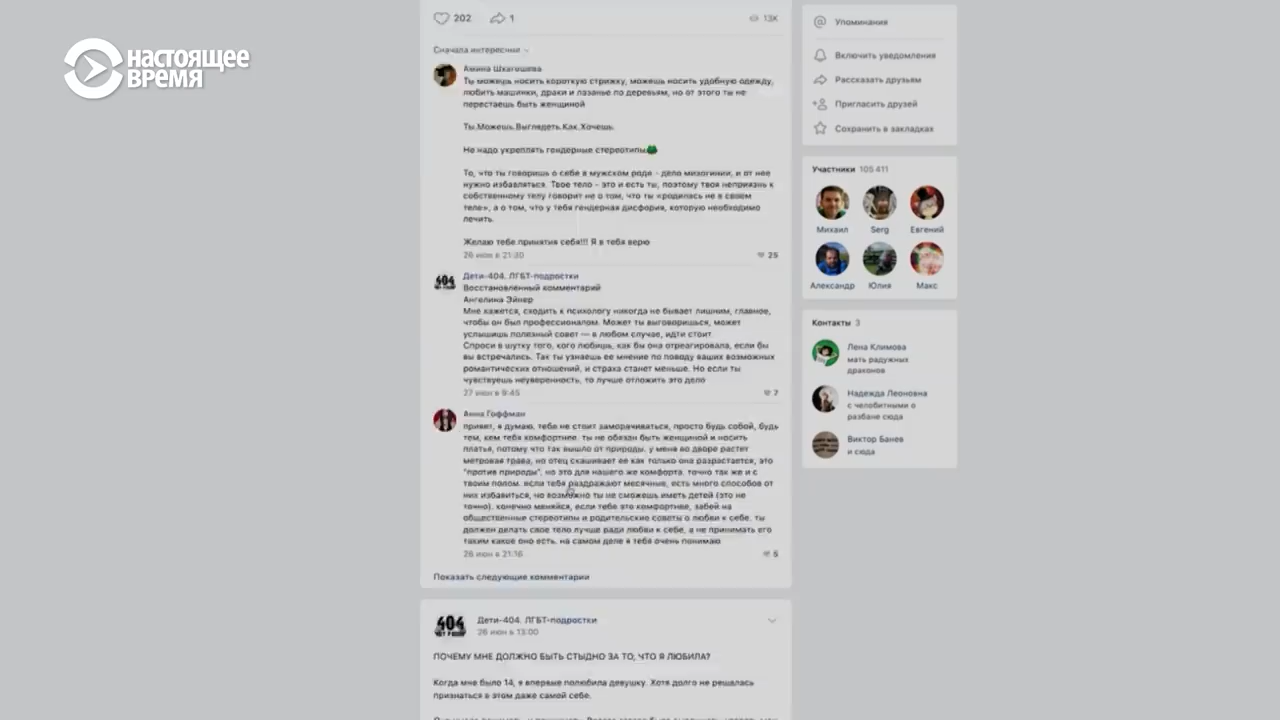 НАСТОЯЩЕЕ
ВРЕМЯ
202
1
13K
Сначала интересные
Амина Шхагошева
Ты можешь носить короткую стрижку, можешь носить удобную одежду,
любить машинки, драки и лазанье по деревьям, но от этого ты не
перестаешь быть женщиной
Ты.Можешь.Выглядеть.Как.Хочешь.
Не надо укреплять гендерные стереотипы
То, что ты говоришь о себе в мужском роде - дело мизогинии, и от нее
нужно избавляться. Твое тело - это и есть ты, поэтому твоя неприязнь к
собственному телу говорит не о том, что ты «родилась не в своем
теле», а о том, что у тебя гендерная дисфория, которую необходимо
лечить.
Желаю тебе принятия себя!!! Я в тебя верю
26 июн в 21:30
25
404
Дети-404. ЛГБТ-подростки
Восстановленный комментарий
Ангелина Эйнер
Мне кажется, сходить к психологу никогда не бывает лишним, главное,
чтобы он был профессионалом. Может ты выговоришься, может
услышишь полезный совет — в любом случае, идти стоит
Спроси в шутку того, кого любишь, как бы она отреагировала, если бы
вы встречались. Так ты узнаешь ее мнение по поводу ваших возможных
романтических отношений, и страха станет меньше. Но если ты
чувствуешь неуверенность, то лучше отложить это дело
27 июн в 9:45
7
Анна Гоффман
привет, я думаю, тебе не стоит заморачиваться, просто будь собой, будь
тем, кем тебе комфортнее. ты не обязан быть женщиной и носить
платья, потому что так вышло от природы. у меня во дворе растет
метровая трава, но отец скашивает ее как только она разрастается, это
"против природы", но это для нашего же комфорта. точно так же и с
твоим полом. если тебя раздражают месячные, есть много способов от
них избавиться, но возможно ты не сможешь иметь детей (это не
точно). конечно меняйся, если тебе это комфортнее, забей на
общественные стереотипы и родительские советы о любви к себе. ты
должен делать свое тело лучше ради любви к себе, а не принимать его
таким какое оно есть. на самом деле я тебя очень понимаю
26 июн в 21:16
5
Показать следующие комментарии
404
Дети-404. ЛГБТ-подростки
26 июн в 13:00
ПОЧЕМУ МНЕ ДОЛЖНО БЫТЬ СТЫДНО ЗА ТО, ЧТО Я ЛЮБИЛА?
Когда мне было 14, я впервые полюбила девушку. Хотя долго не решалась
признаться в этом даже самой себе.
Упоминания
Включить уведомления
Рассказать друзьям
Пригласить друзей
Сохранить в закладках
Участники 105 411
Михаил
Serg
Евгений
Александр
Юлия
Макс
Контакты 3
Лена Климова
мать радужных
драконов
Надежда Леоновна
с челобитными о
разбане сюда
Виктор Банев
и сюда